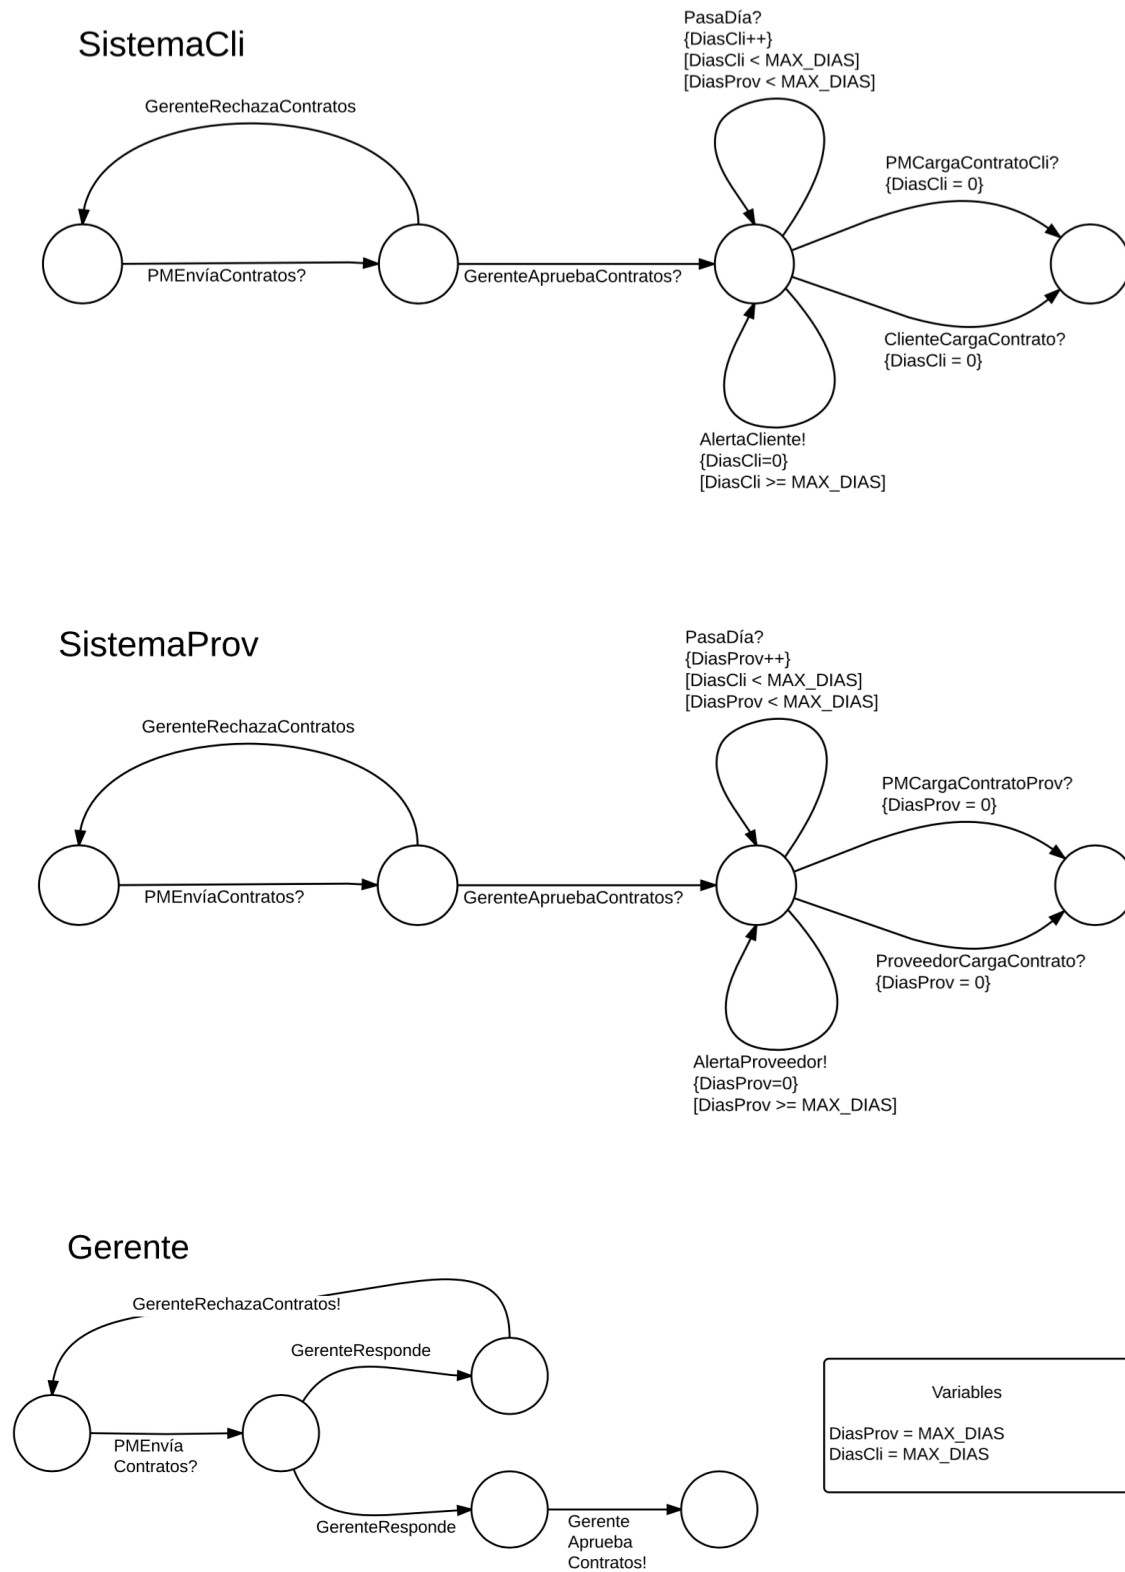 SistemaCli
PasaDía?
{DiasCli++}
[DiasCli < MAX_DIAS]
[DiasProv < MAX_DIAS]
GerenteRechazaContratos
PMCargaContratoCli?
{DiasCli = 0}
PMEnvíaContratos?
GerenteApruebaContratos?
ClienteCargaContrato?
{DiasCli = 0}
AlertaCliente!
{DiasCli=0}
[DiasCli >= MAX_DIAS]
SistemaProv
PasaDía?
{DiasProv++}
[DiasCli < MAX_DIAS]
[DiasProv < MAX_DIAS]
GerenteRechazaContratos
PMCargaContratoProv?
{DiasProv = 0}
PMEnvíaContratos?
GerenteApruebaContratos?
ProveedorCargaContrato?
{DiasProv = 0}
AlertaProveedor!
{DiasProv=0}
[DiasProv >= MAX_DIAS]
Gerente
GerenteRechazaContratos!
GerenteResponde
PMEnvía
Contratos?
GerenteResponde
Gerente
Aprueba
Contratos!
Variables
DiasProv = MAX_DIAS
DiasCli = MAX_DIAS